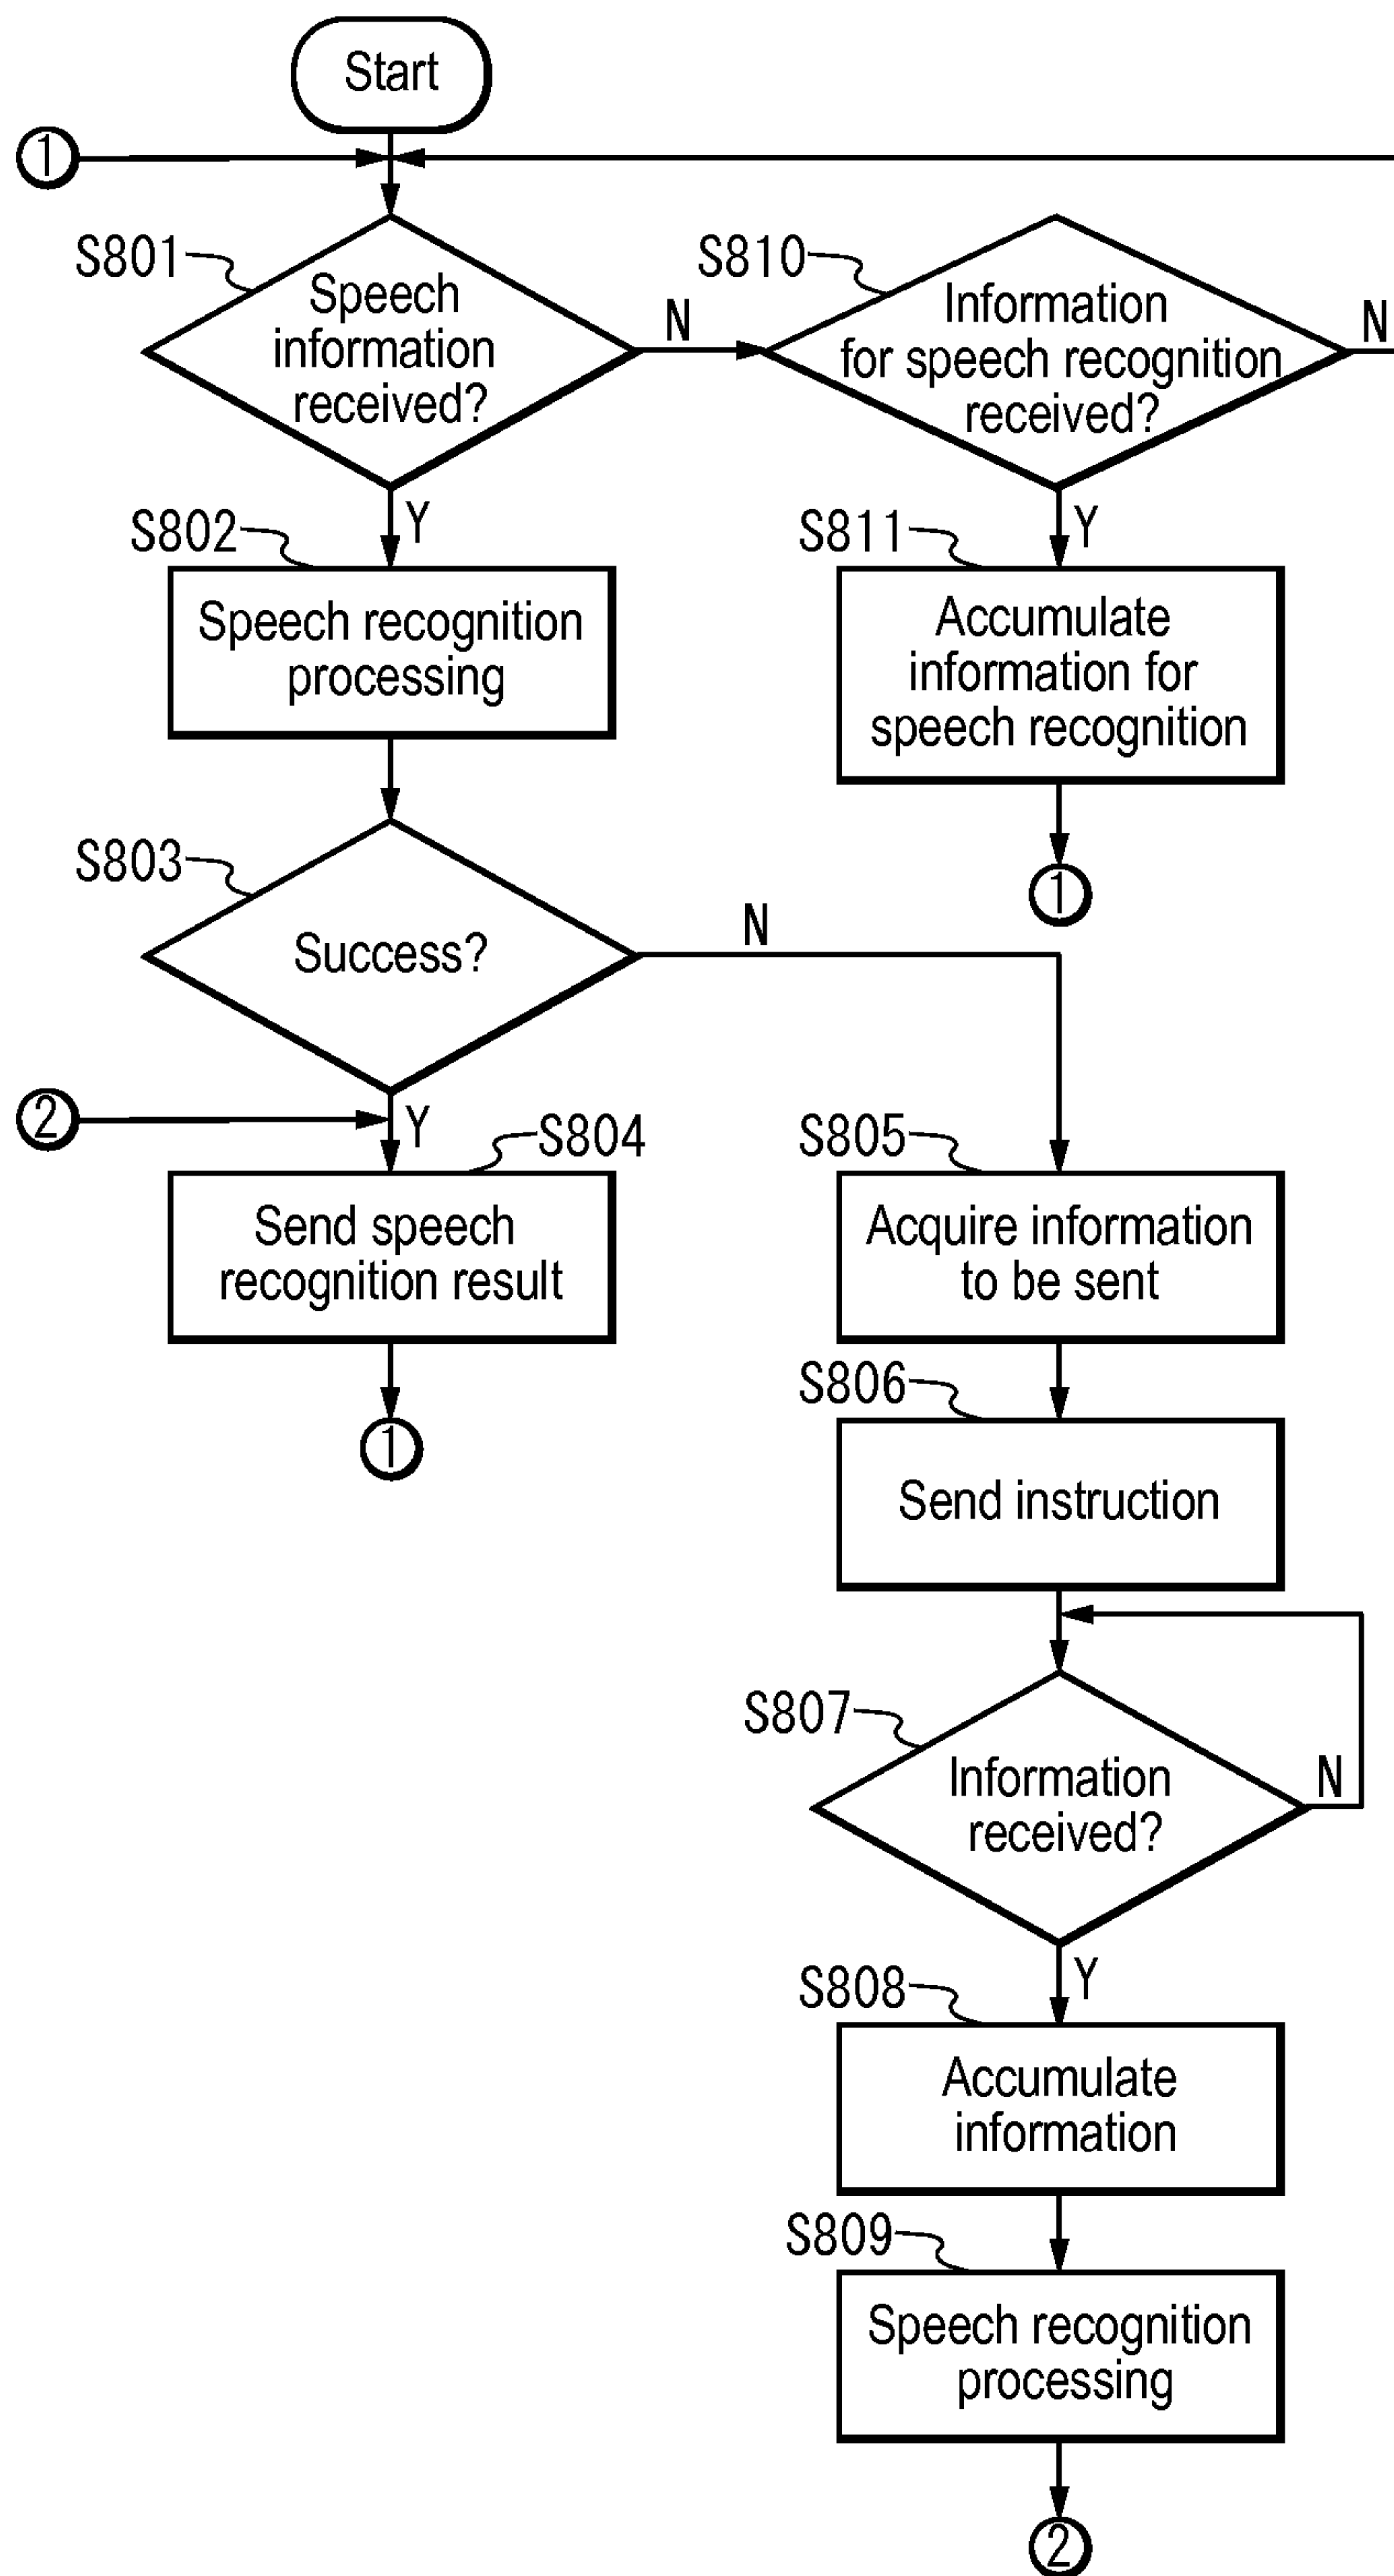 Start
1
S801
Speech
information
received?
N
S810
Information
for speech recognition
received?
N
Y
S802
Speech recognition
processing
Y
S811
Accumulate
information for
speech recognition
1
S803
Success?
N
2
Y
S804
Send speech
recognition result
1
S805
Acquire information
to be sent
S806
Send instruction
S807
Information
received?
N
Y
S808
Accumulate
information
S809
Speech recognition
processing
2